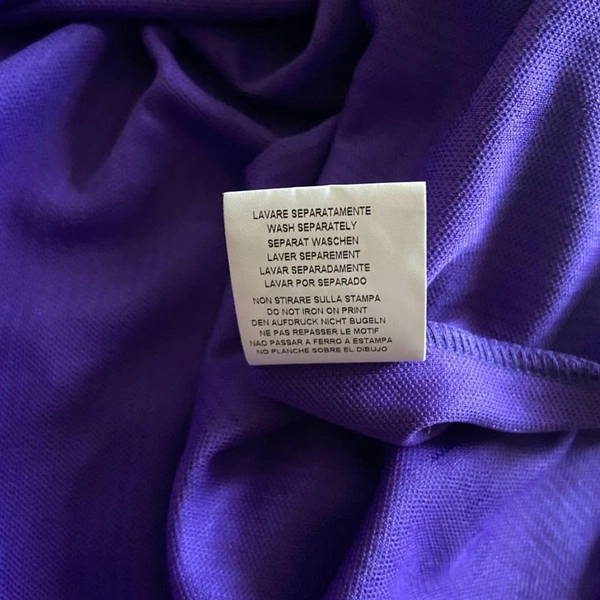 LAVARE SEPARATAMENTE
WASH SEPARATELY
SEPARAT WASCHEN
LAVER SEPAREMENT
LAVAR SEPARADAMENTE
LAVAR POR SEPARADO
NON STIRARE SULLA STAMPA
DO NOT IRON ON PRINT
DEN AUFDRUCK NICHT BUGELN
NE PAS REPASSER LE MOTIF
NAO PASSAR A FERRO A ESTAMPA
NO PLANCHE SOBRE EL DIBUJO